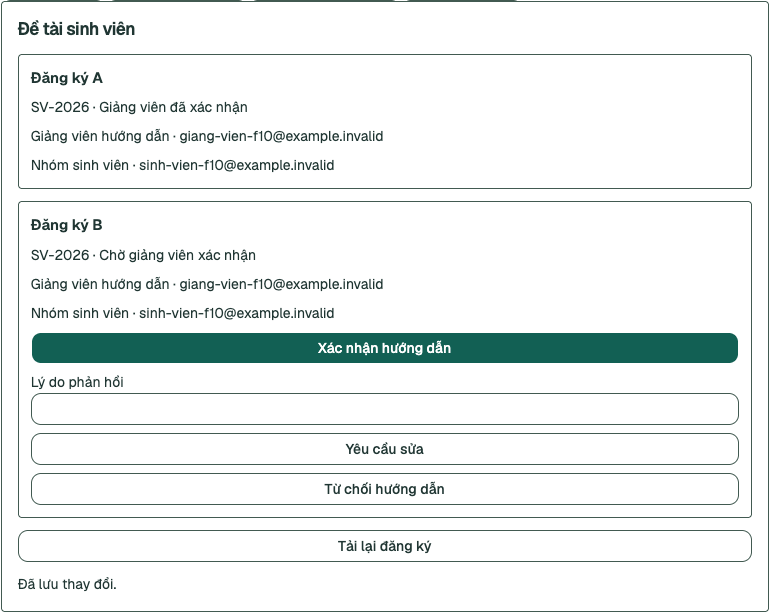 Đề tài sinh viên
Đăng ký A
SV-2026 · Giảng viên đã xác nhận
Giảng viên hướng dẫn · giang-vien-f10@example.invalid
Nhóm sinh viên · sinh-vien-f10@example.invalid
Đăng ký B
SV-2026 · Chờ giảng viên xác nhận
Giảng viên hướng dẫn · giang-vien-f10@example.invalid
Nhóm sinh viên · sinh-vien-f10@example.invalid
Xác nhận hướng dẫn
Lý do phản hồi
Yêu cầu sửa
Từ chối hướng dẫn
Tải lại đăng ký
Đã lưu thay đổi.